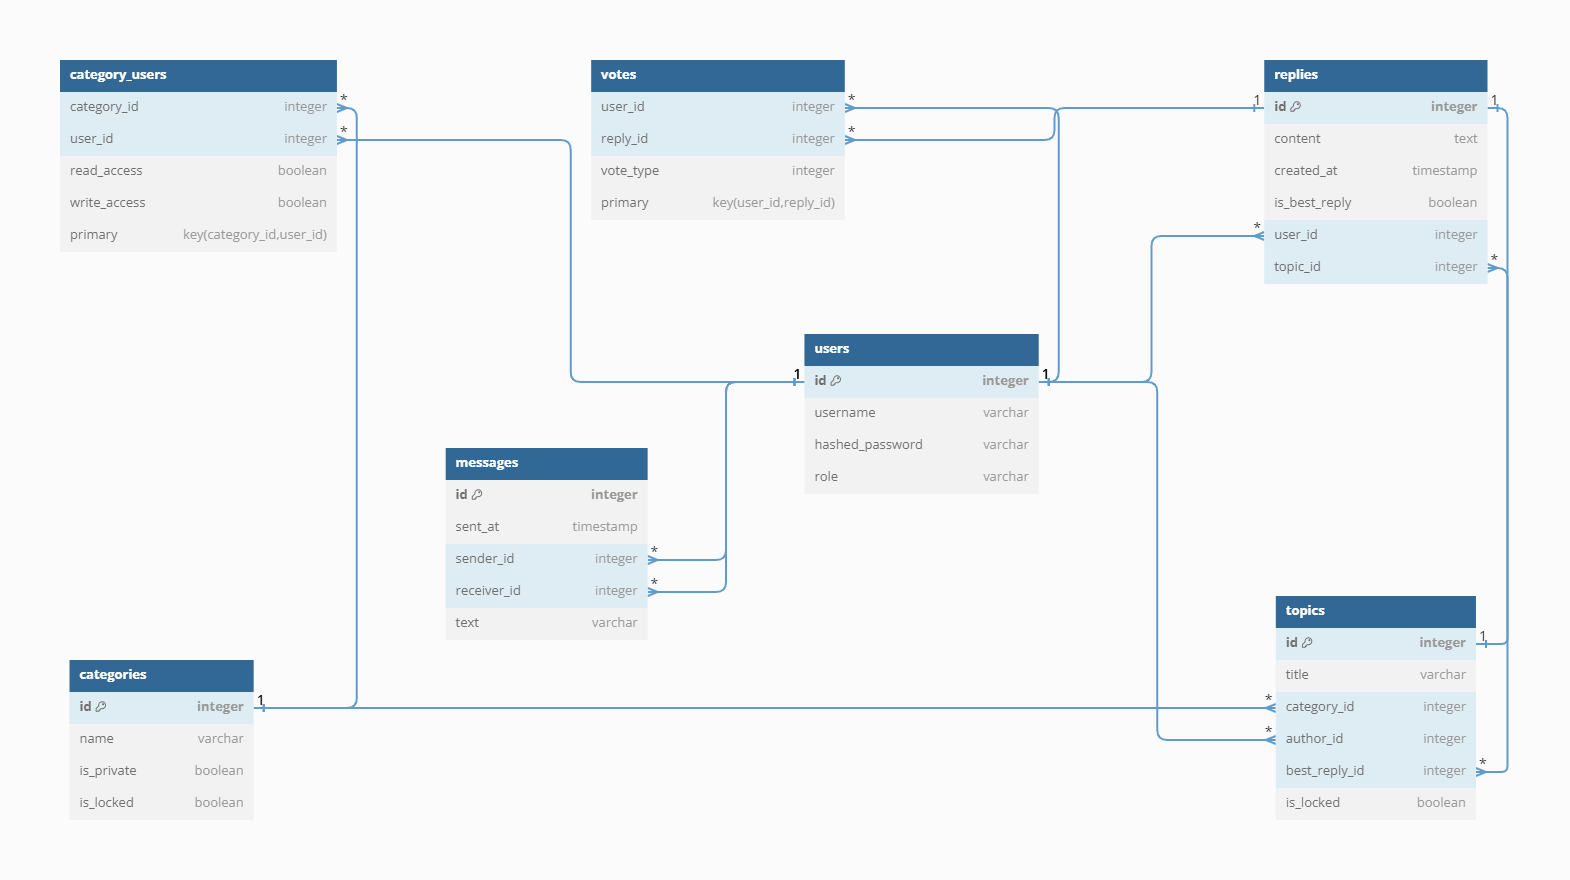 category_users
category_id integer *
user_id integer *
read_access boolean
write_access boolean
primary key(category_id,user_id)
votes
user_id integer *
reply_id integer *
vote_type integer
primary key(user_id,reply_id)
replies
1 id integer 1
content text
created_at timestamp
is_best_reply boolean
* user_id integer
topic_id integer *
users
1 id integer 1
username varchar
hashed_password varchar
role varchar
messages
id integer
sent_at timestamp
sender_id integer *
receiver_id integer *
text varchar
categories
id integer 1
name varchar
is_private boolean
is_locked boolean
topics
id integer 1
title varchar
* category_id integer
* author_id integer
best_reply_id integer *
is_locked boolean